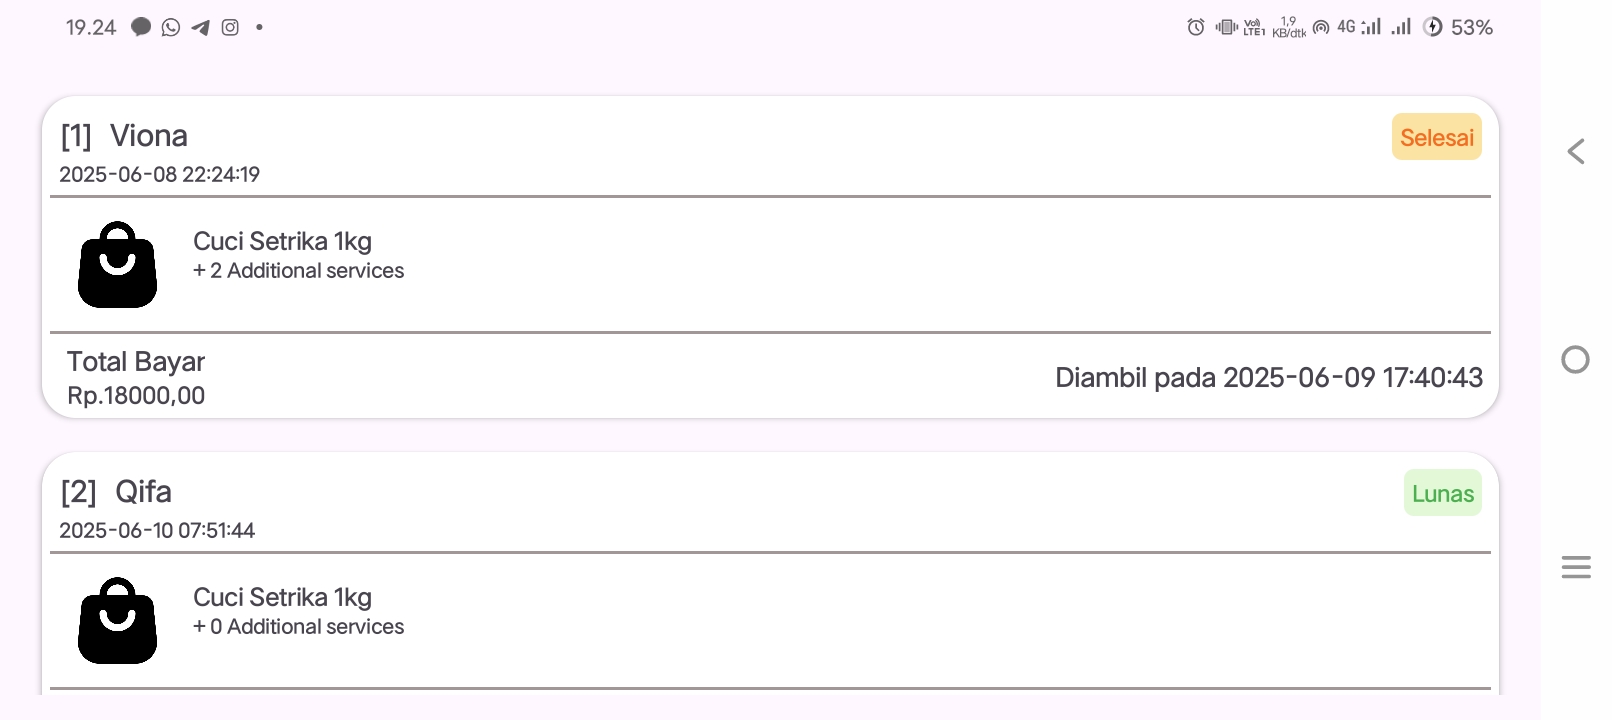 19.24
Vo)
LTE1
1,9
KB/dtk
4G
53%
[1] Viona
Selesai
2025-06-08 22:24:19
Cuci Setrika 1kg
+ 2 Additional services
Total Bayar
Rp.18000,00
Diambil pada 2025-06-09 17:40:43
[2] Qifa
Lunas
2025-06-10 07:51:44
Cuci Setrika 1kg
+ 0 Additional services